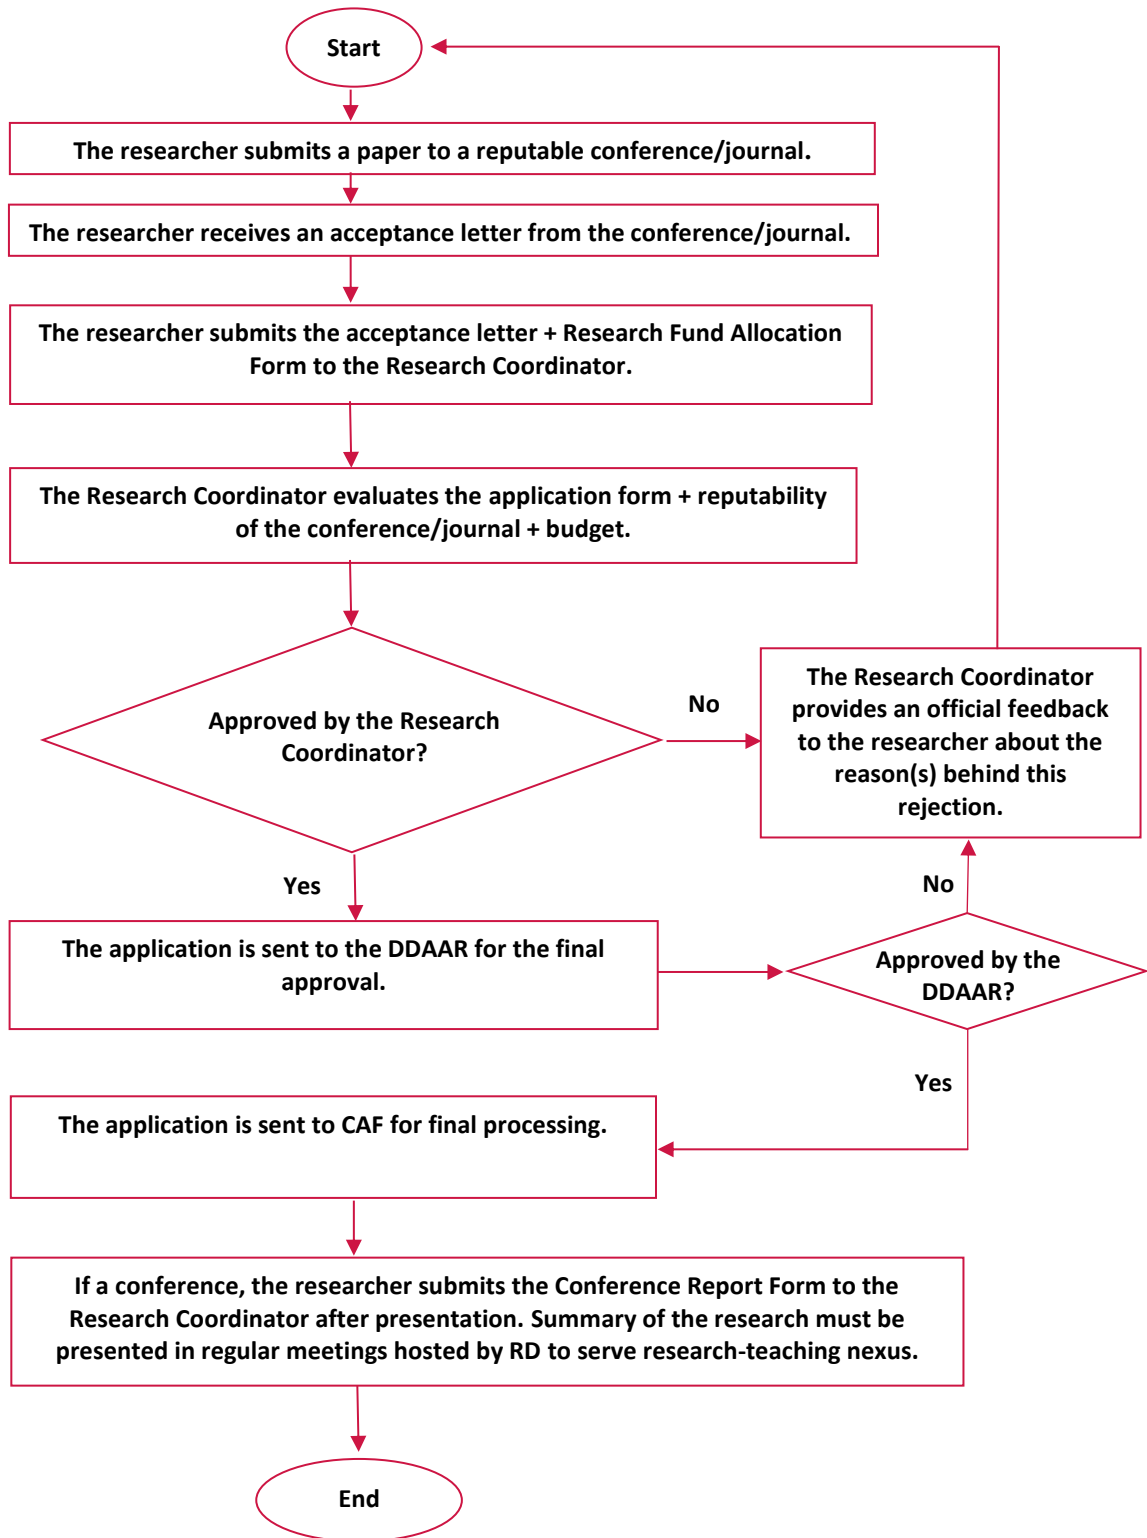 Start
The researcher submits a paper to a reputable conference/journal.
The researcher receives an acceptance letter from the conference/journal.
The researcher submits the acceptance letter + Research Fund Allocation
Form to the Research Coordinator.
The Research Coordinator evaluates the application form + reputability
of the conference/journal + budget.
Approved by the Research
Coordinator?
No
The Research Coordinator
provides an official feedback
to the researcher about the
reason(s) behind this
rejection.
Yes
No
The application is sent to the DDAAR for the final
approval.
Approved by the
DDAAR?
Yes
The application is sent to CAF for final processing.
If a conference, the researcher submits the Conference Report Form to the
Research Coordinator after presentation. Summary of the research must be
presented in regular meetings hosted by RD to serve research-teaching nexus.
End